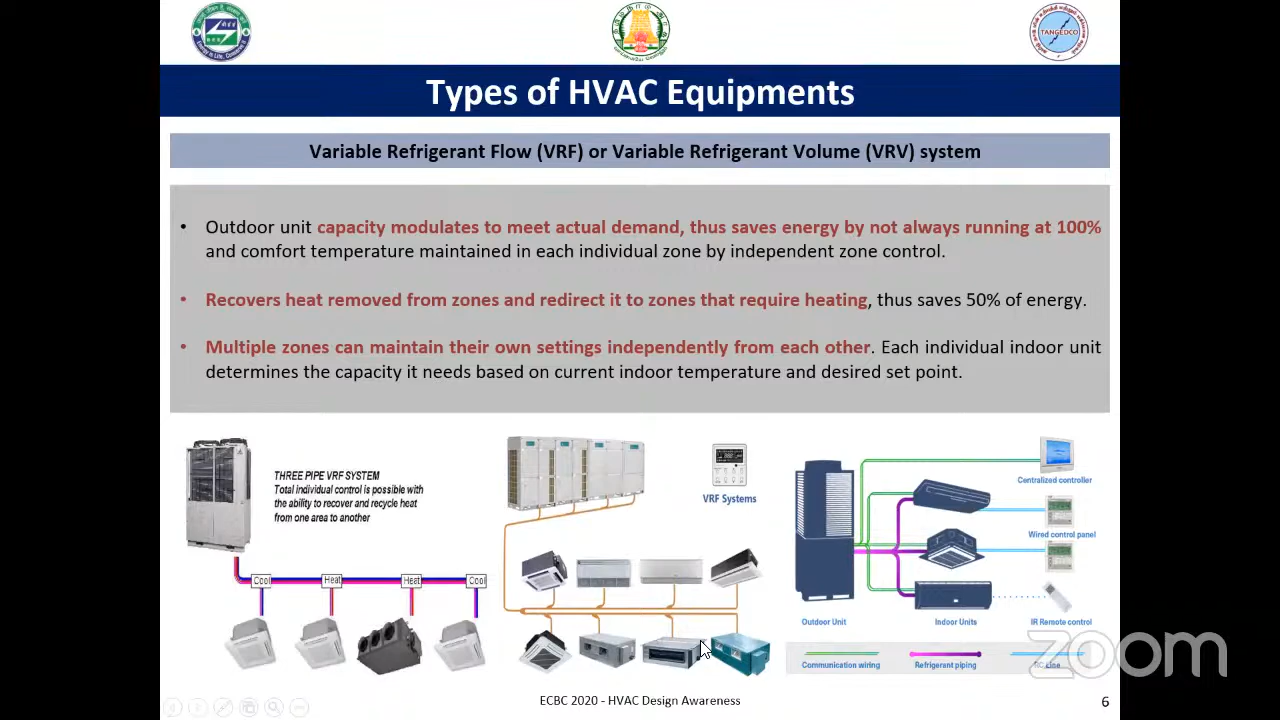 TANGEDCO
Types of HVAC Equipments
Variable Refrigerant Flow (VRF) or Variable Refrigerant Volume (VRV) system
• Outdoor unit capacity modulates to meet actual demand, thus saves energy by not always running at 100%
and comfort temperature maintained in each individual zone by independent zone control.
• Recovers heat removed from zones and redirect it to zones that require heating, thus saves 50% of energy.
• Multiple zones can maintain their own settings independently from each other. Each individual indoor unit
determines the capacity it needs based on current indoor temperature and desired set point.
THREE PIPE VRF SYSTEM
Total individual control is possible with
the ability to recover and recycle heat
from one area to another
Cool
Heat
Heat
Cool
VRF Systems
Centralized controller
Wired control panel
Outdoor Unit
Indoor Units
IR Remote control
Communication wiring
Refrigerant piping
zoom
ECBC 2020 - HVAC Design Awareness
6